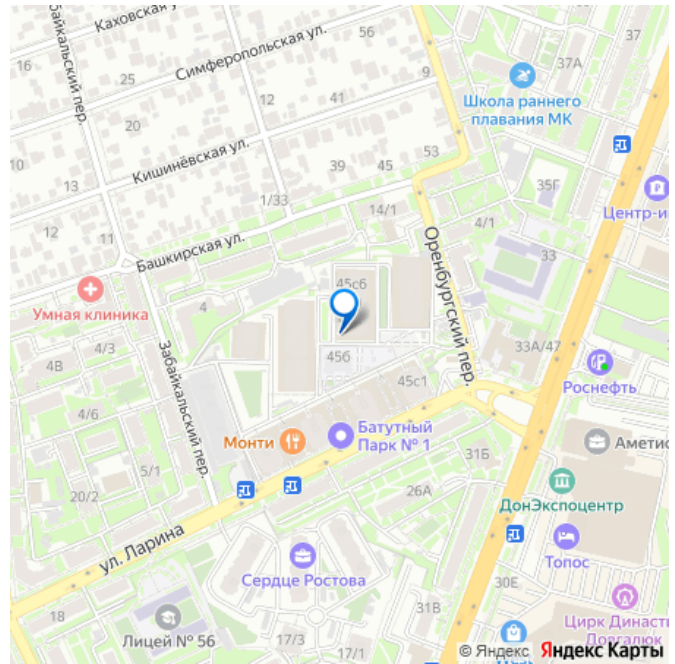 Каховская у
56
37
16
Симферопольская ул.
37А
25
9
Школа раннего
плавания МК
Забайкальский пер.
12
41
20
Кишинёвская ул.
53
10
39
45
35Г
13
1/33
14/1
Центр-и
12
4/1
11
Башкирская ул.
33
Оренбургский пер.
45с6
Умная клиника
4
4/3
4В
45б
33А/47
45с1
Роснефть
Забайкальский пер.
4/6
Монти
Батутный
Парк № 1
Аметис
5/1
31Б
20/2
26А
ДонЭкспоцентр
ул. Ларина
Топос
Сердце Ростова
30Е
18
31В
Цирк Династи
Лицей № 56
17/3
17/1
© Яндекс Яндекс Карты